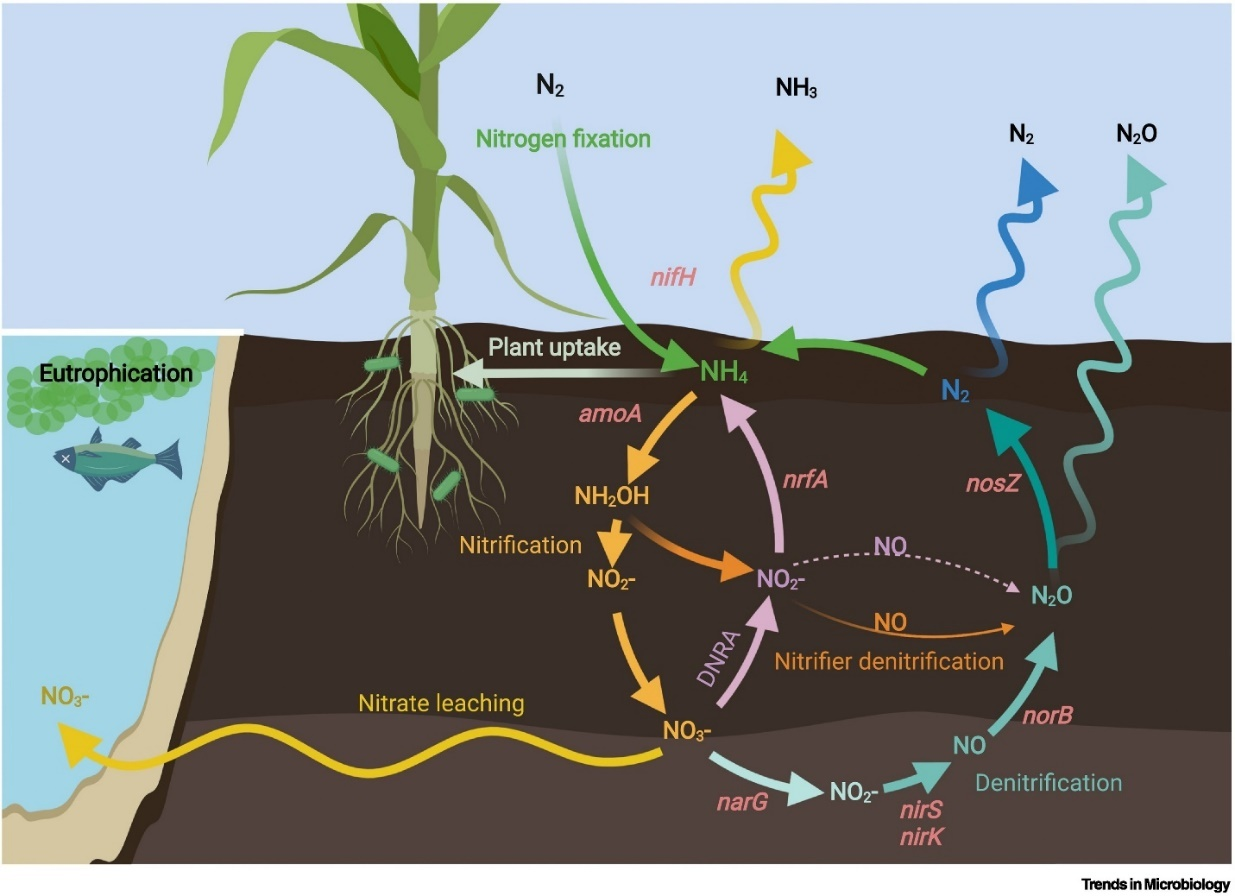 N₂
NH₃
N₂
N₂O
Nitrogen fixation
nifH
Plant uptake
Eutrophication
NH₄
N₂
amoA
nrfA
nosZ
NH₂OH
Nitrification
NO
NO₂-
NO₂-
N₂O
NO
DNRA
Nitrifier denitrification
NO₃-
Nitrate leaching
NO₃-
norB
NO
Denitrification
narG
NO₂-
nirS
nirK
Trends in Microbiology